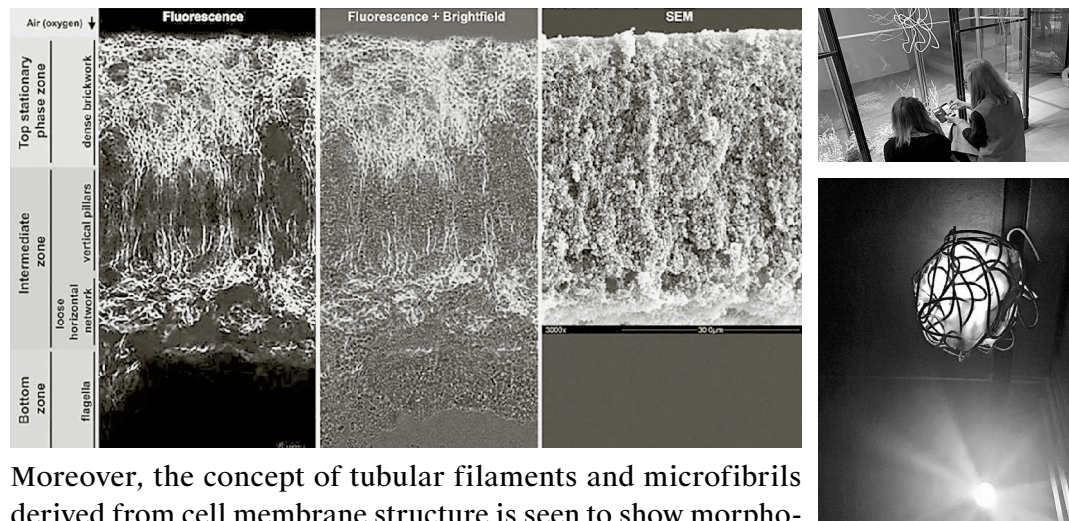 Fluorescence
Fluorescence + Brightfield
SEM
Air (oxygen)
Top stationary
phase zone
dense brickwork
Intermediate
zone
vertical pillars
loose
horizontal
network
Bottom
zone
flagella
3000x
30.0µm
Moreover, the concept of tubular filaments and microfibrils
derived from cell membrane structure is seen to show morpho-